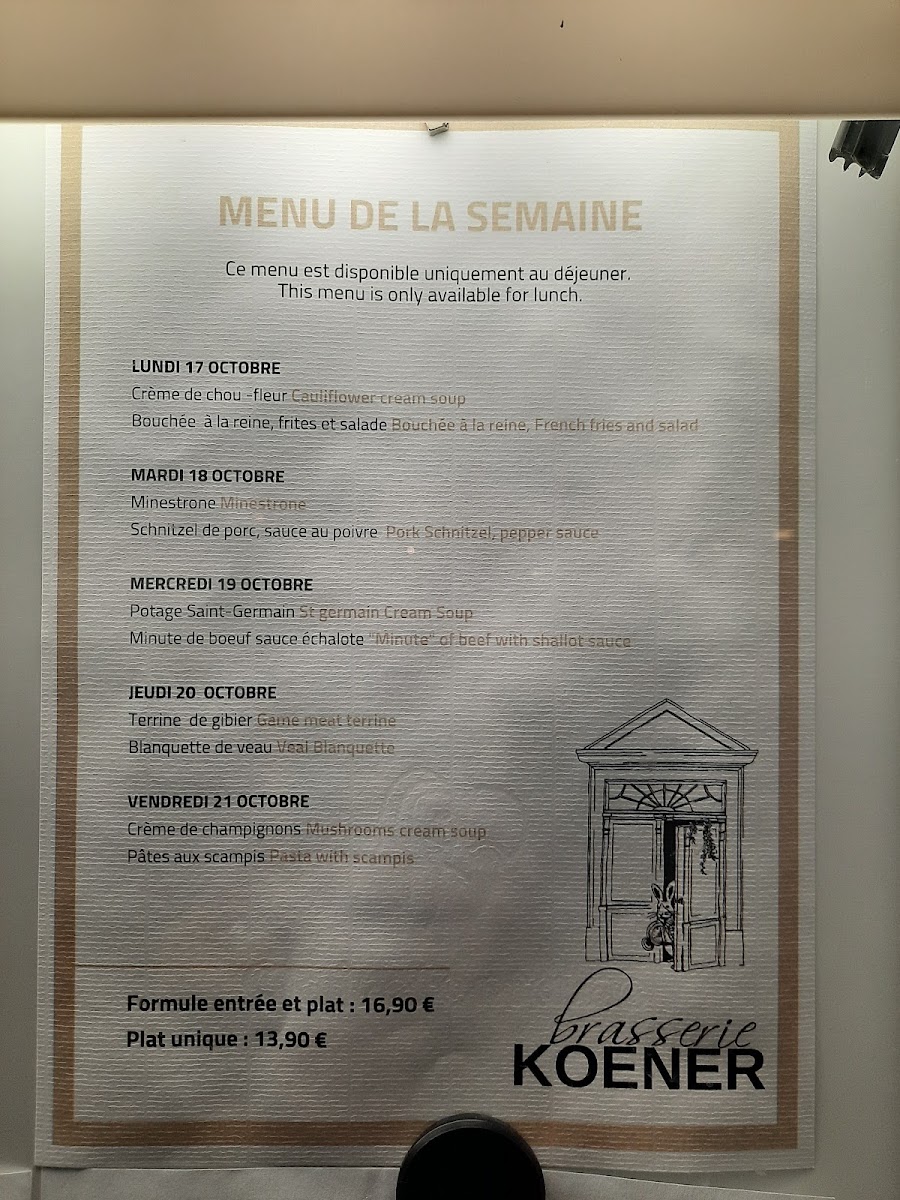 MENU DE LA SEMAINE
Ce menu est disponible uniquement au déjeuner.
This menu is only available for lunch.
LUNDI 17 OCTOBRE
Crème de chou -fleur Cauliflower cream soup
Bouchée à la reine, frites et salade Bouchée à la reine, French fries and salad
MARDI 18 OCTOBRE
Minestrone Minestrone
Schnitzel de porc, sauce au poivre Pork Schnitzel, pepper sauce
MERCREDI 19 OCTOBRE
Potage Saint-Germain St germain Cream Soup
Minute de boeuf sauce échalote "Minute" of beef with shallot sauce
JEUDI 20 OCTOBRE
Terrine de gibier Game meat terrine
Blanquette de veau Veal Blanquette
VENDREDI 21 OCTOBRE
Crème de champignons Mushrooms cream soup
Pâtes aux scampis Pasta with scampis
Formule entrée et plat : 16,90 €
Plat unique : 13,90 €
brasserie
KOENER